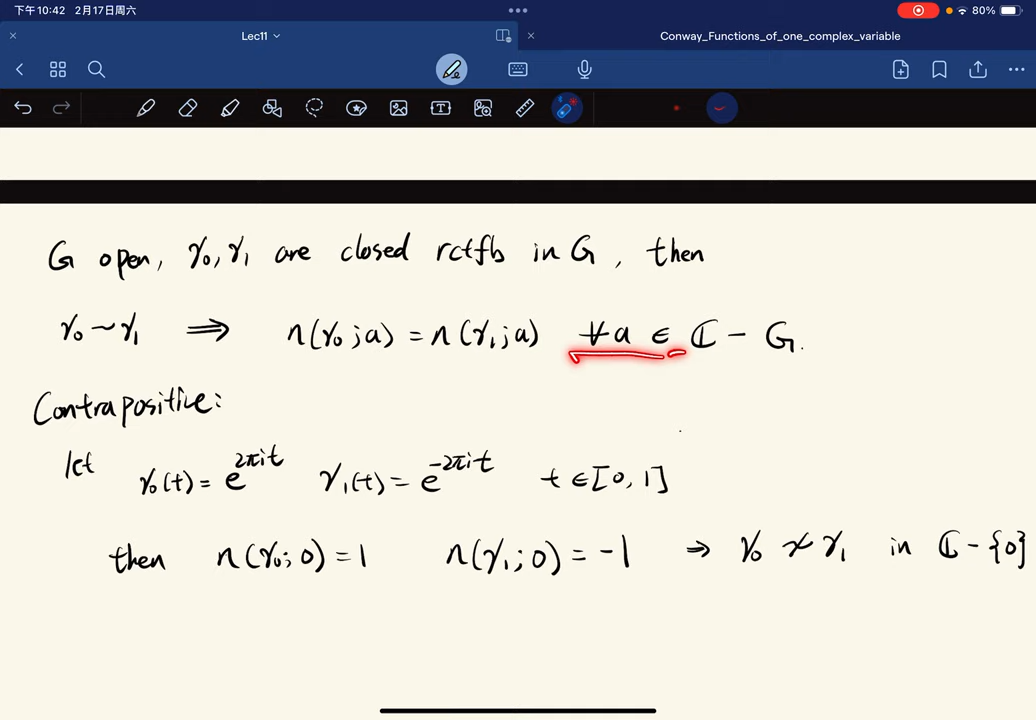 下午10:42 2月17日周六
80%
Lec11
Conway_Functions_of_one_complex_variable
G open, γ₀, γ₁ are closed rctfb in G, then
γ₀ ~ γ₁ ⟹ n(γ₀;a) = n(γ₁;a) ∀a ∈ ℂ - G.
Contrapositive:
let γ₀(t) = e^{2πit} γ₁(t) = e^{-2πit} t ∈ [0, 1]
then n(γ₀; 0) = 1 n(γ₁; 0) = -1 ⇒ γ₀ ≁ γ₁ in ℂ - {0}